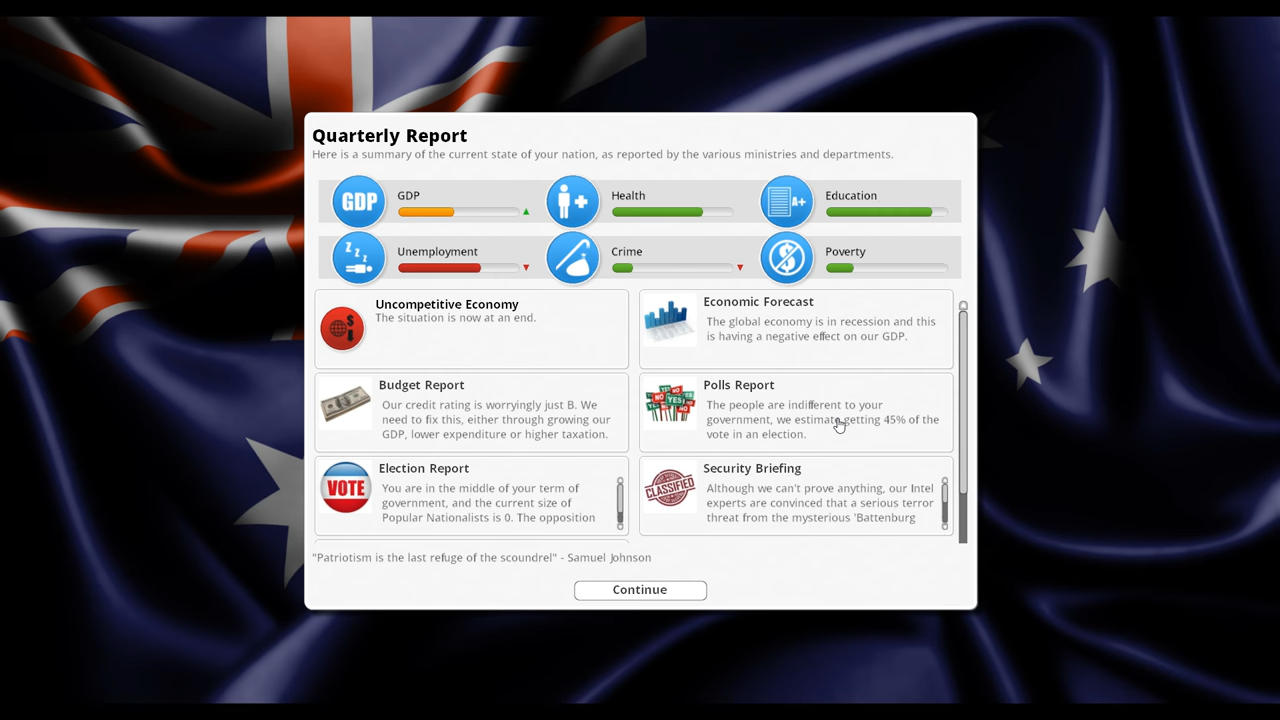 Quarterly Report
Here is a summary of the current state of your nation, as reported by the various ministries and departments.
GDP
GDP
Health
A+
Education
Z Z Z
Unemployment
Crime
$
Poverty
$
Uncompetitive Economy
The situation is now at an end.
Economic Forecast
The global economy is in recession and this
is having a negative effect on our GDP.
Budget Report
Our credit rating is worryingly just B. We
need to fix this, either through growing our
GDP, lower expenditure or higher taxation.
YES
NO
YES
NO
Polls Report
The people are indifferent to your
government, we estimate getting 45% of the
vote in an election.
VOTE
Election Report
You are in the middle of your term of
government, and the current size of
Popular Nationalists is 0. The opposition
CLASSIFIED
Security Briefing
Although we can't prove anything, our Intel
experts are convinced that a serious terror
threat from the mysterious 'Battenburg
"Patriotism is the last refuge of the scoundrel" - Samuel Johnson
Continue